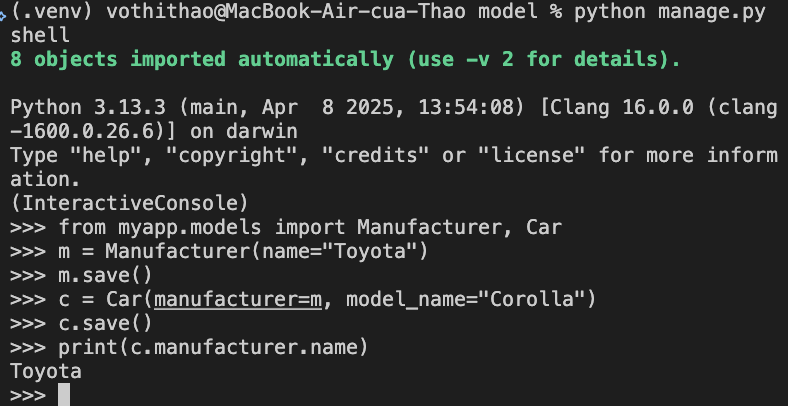 (.venv) vothithao@MacBook-Air-cua-Thao model % python manage.py
shell
8 objects imported automatically (use -v 2 for details).
Python 3.13.3 (main, Apr  8 2025, 13:54:08) [Clang 16.0.0 (clang
-1600.0.26.6)] on darwin
Type "help", "copyright", "credits" or "license" for more inform
ation.
(InteractiveConsole)
>>> from myapp.models import Manufacturer, Car
>>> m = Manufacturer(name="Toyota")
>>> m.save()
>>> c = Car(manufacturer=m, model_name="Corolla")
>>> c.save()
>>> print(c.manufacturer.name)
Toyota
>>>